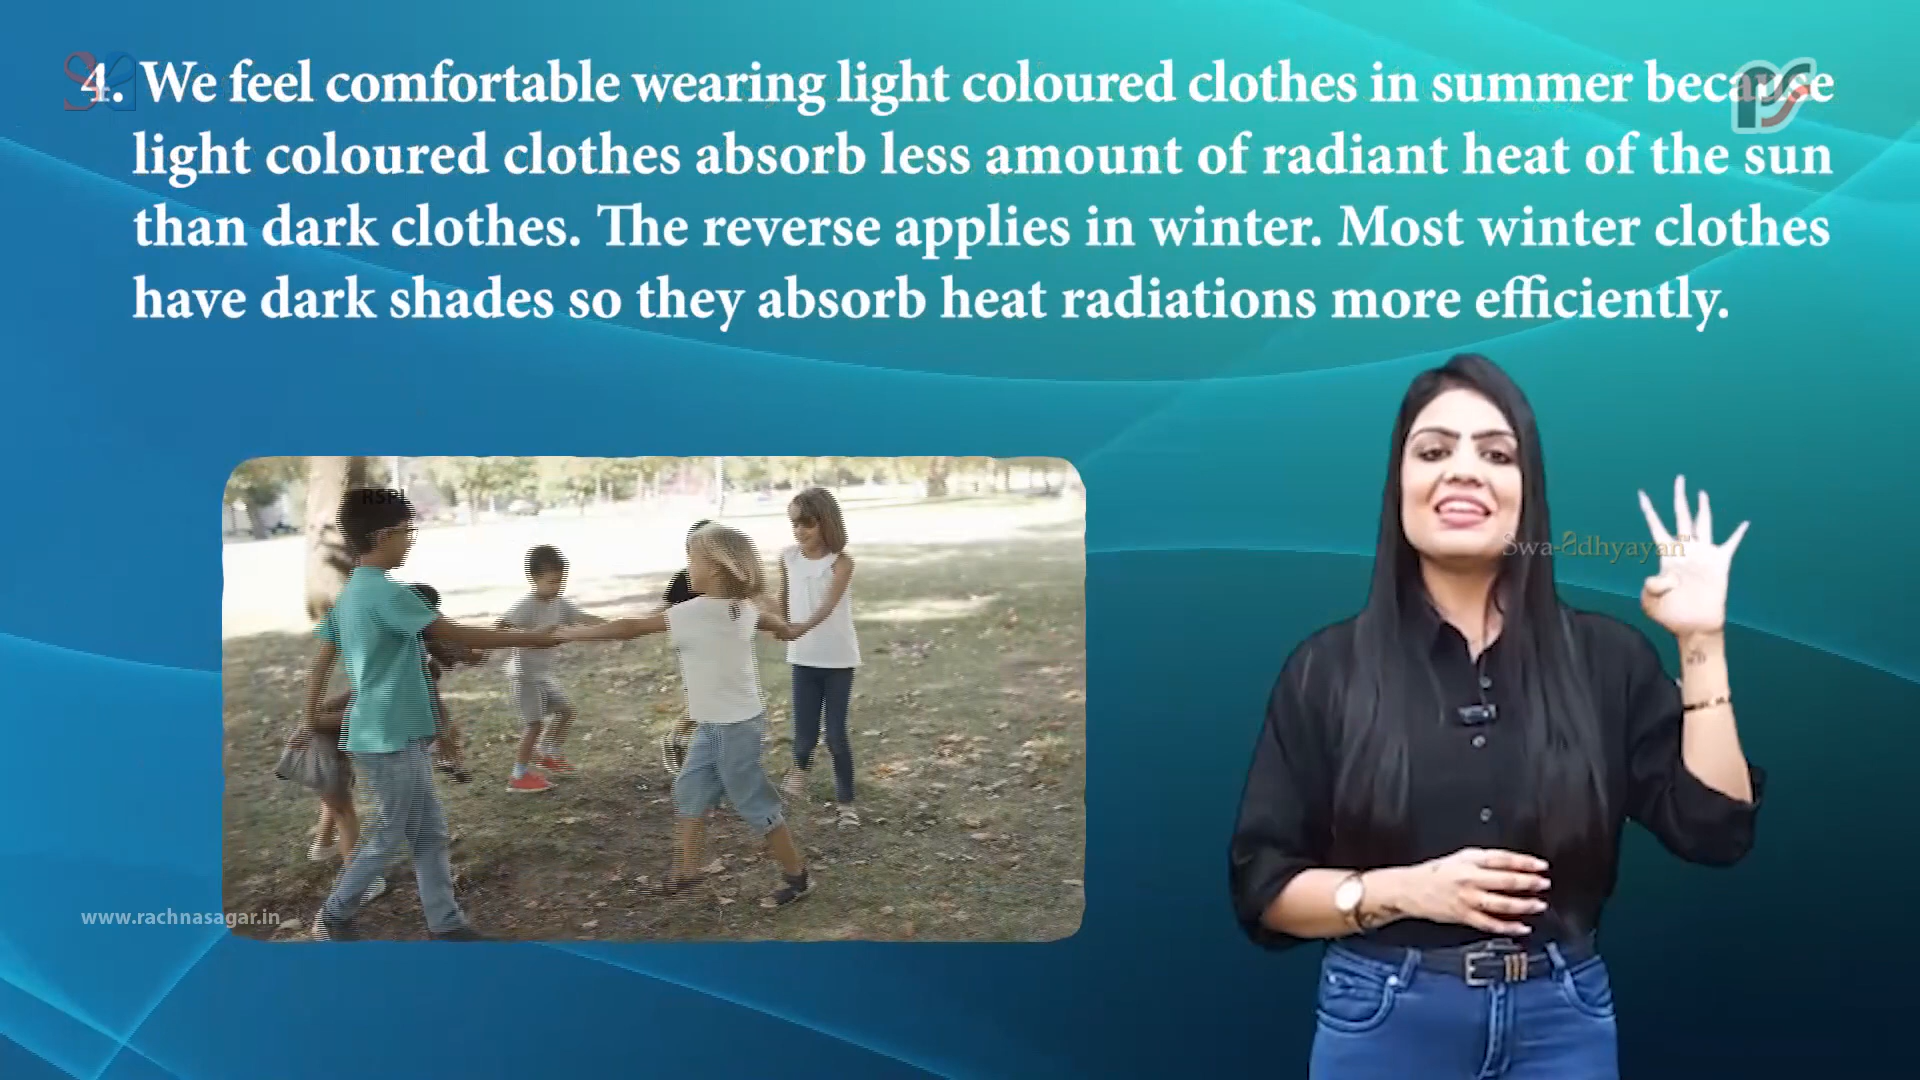 4. We feel comfortable wearing light coloured clothes in summer because
light coloured clothes absorb less amount of radiant heat of the sun
than dark clothes. The reverse applies in winter. Most winter clothes
have dark shades so they absorb heat radiations more efficiently.
RSPL
Swa-adhyayan
www.rachnasagar.in